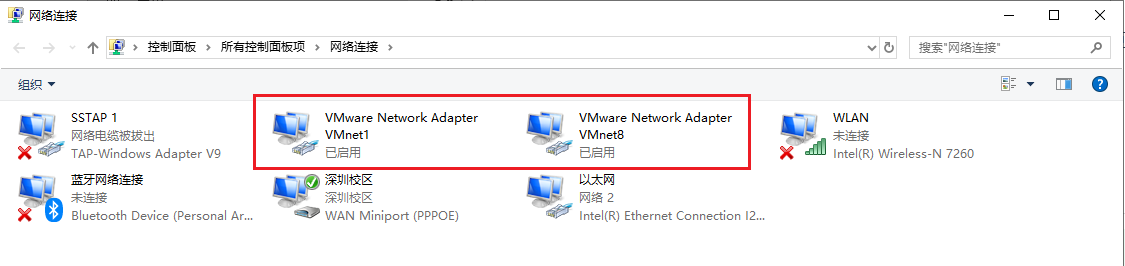 网络连接
控制面板 › 所有控制面板项 › 网络连接 ›
搜索"网络连接"
组织
SSTAP 1
网络电缆被拔出
TAP-Windows Adapter V9
VMware Network Adapter
VMnet1
已启用
VMware Network Adapter
VMnet8
已启用
WLAN
未连接
Intel(R) Wireless-N 7260
蓝牙网络连接
未连接
Bluetooth Device (Personal Ar...
深圳校区
深圳校区
WAN Miniport (PPPOE)
以太网
网络 2
Intel(R) Ethernet Connection I2...